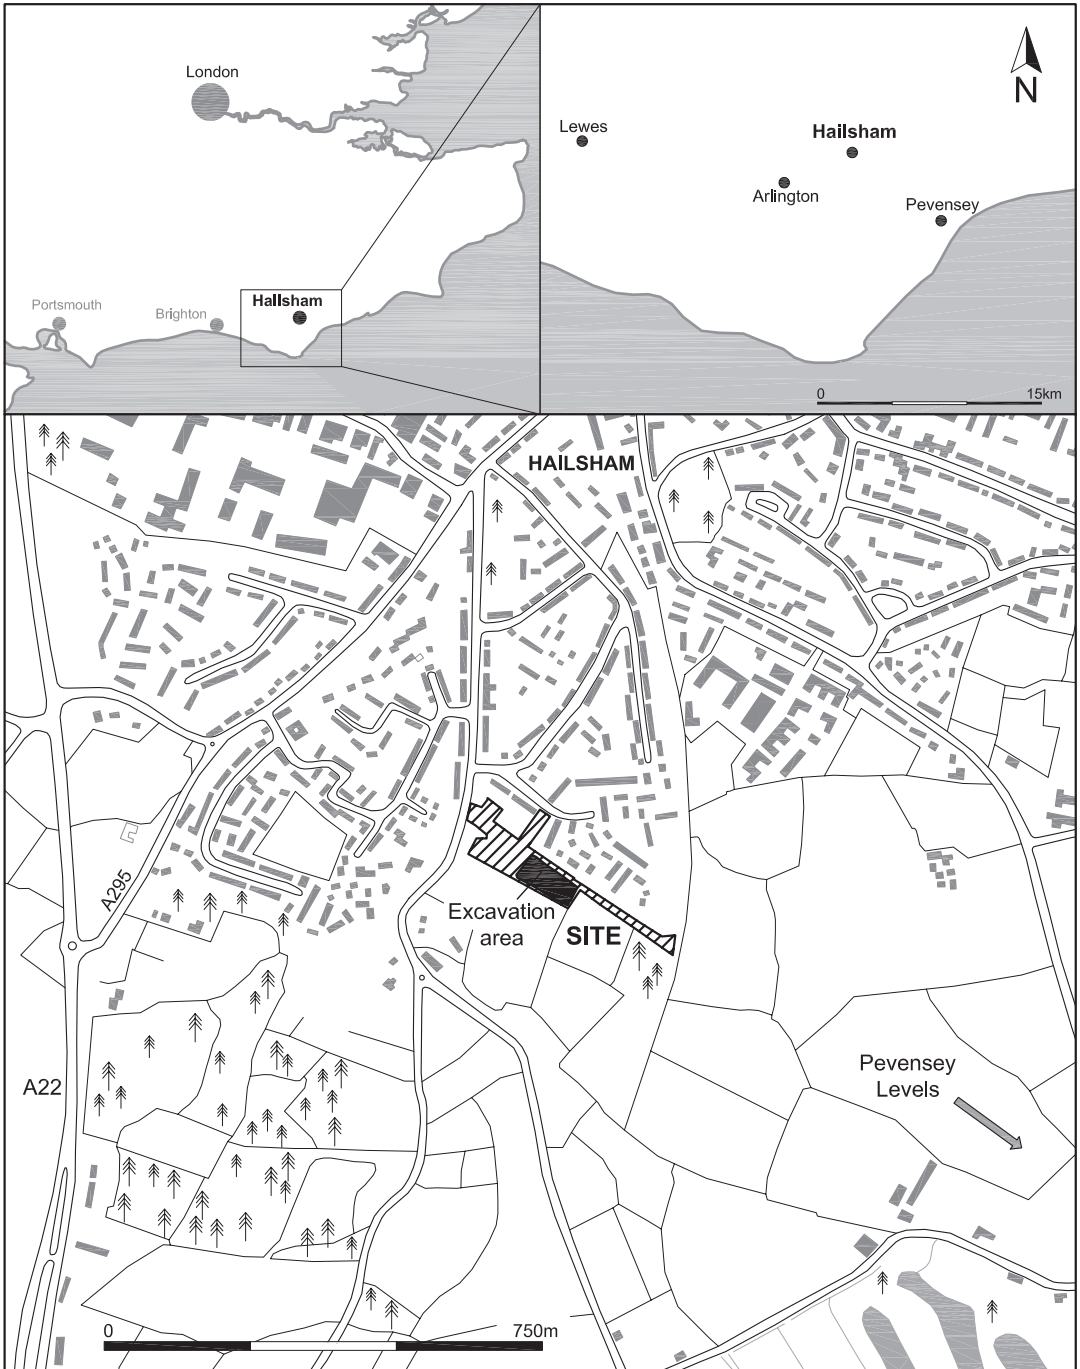 London
Portsmouth
Brighton
Hailsham
N
Lewes
Hailsham
Arlington
Pevensey
0 15km
HAILSHAM
A295
Excavation
area
SITE
A22
Pevensey
Levels
0 750m